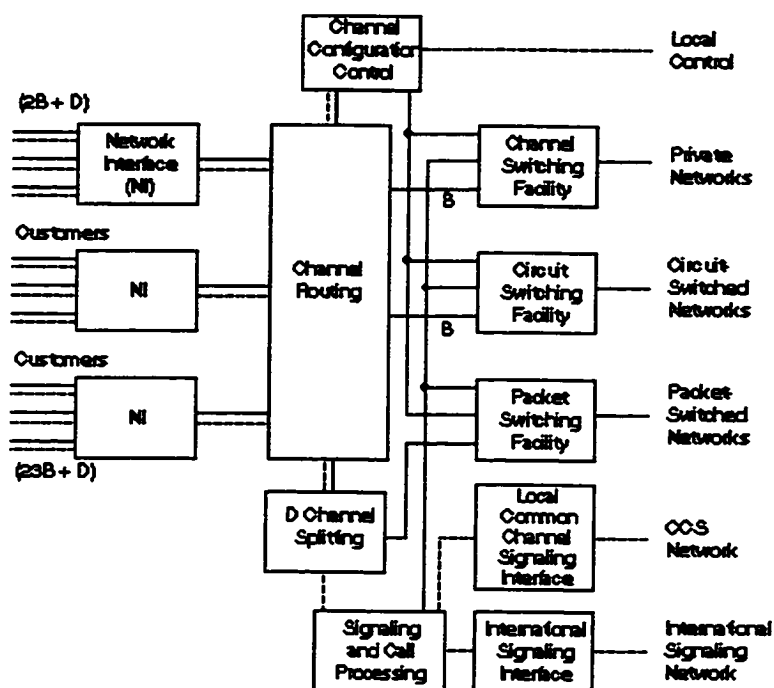 Channel
Configuration
Control
Local
Control
(2B + D)
Network
Interface
(NI)
Channel
Switching
Facility
Private
Networks
B
Customers
NI
Channel
Routing
Circuit
Switching
Facility
Circuit-
Switched
Networks
B
Customers
NI
Packet
Switching
Facility
Packet-
Switched
Networks
(23B + D)
D Channel
Splitting
Local
Common
Channel
Signaling
Interface
CCS
Network
Signaling
and Call
Processing
International
Signaling
Interface
International
Signaling
Network